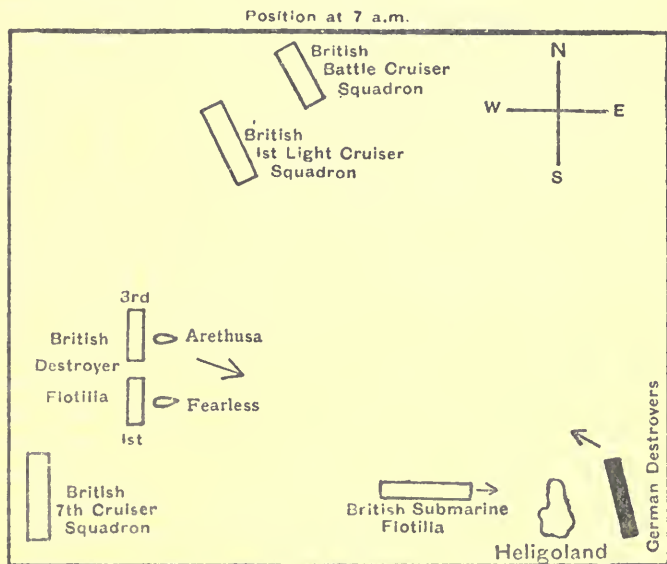 Position at 7 a.m.
British
Battle Cruiser
Squadron
N
W
E
S
British
1st Light Cruiser
Squadron
3rd
British
Arethusa
Destroyer
Flotilla
Fearless
1st
British
7th Cruiser
Squadron
British Submarine
Flotilla
Heligoland
German Destroyers